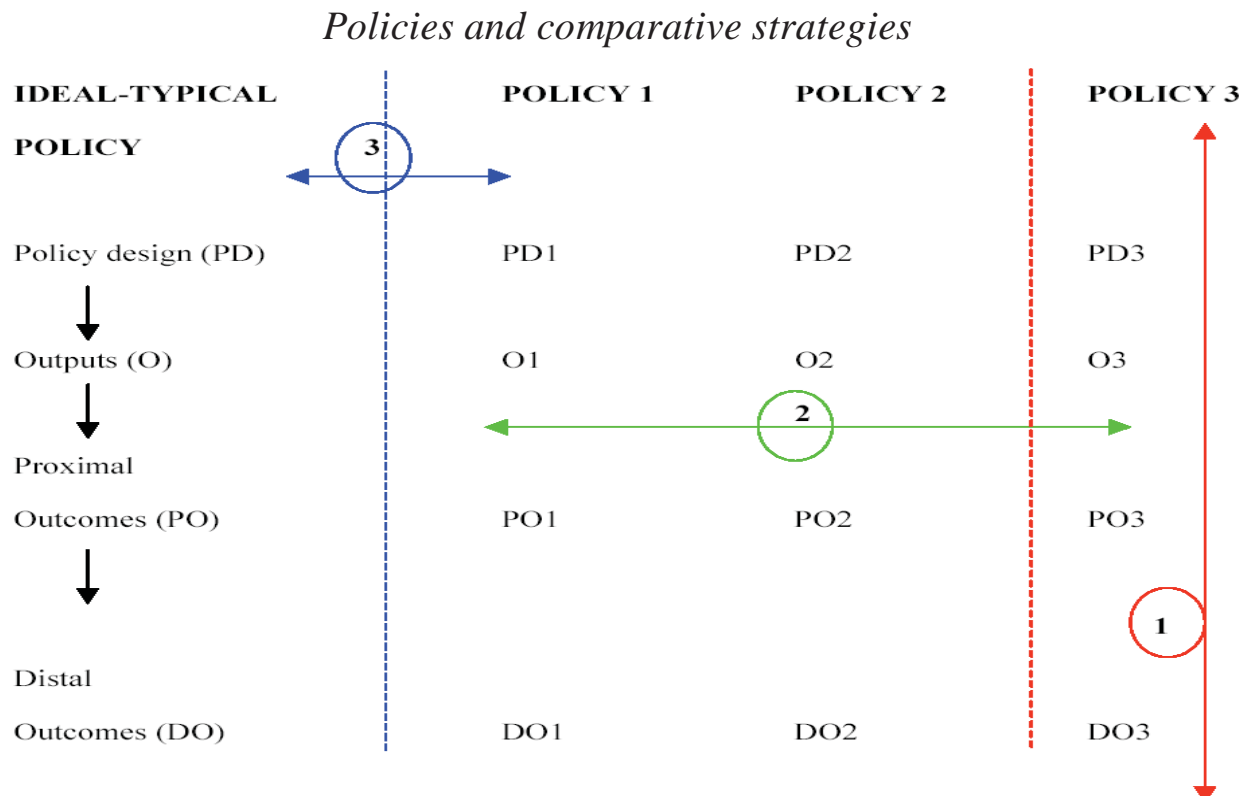 Policies and comparative strategies
IDEAL-TYPICAL POLICY 1 POLICY 2 POLICY 3
POLICY 3
Policy design (PD) PD1 PD2 PD3
Outputs (O) O1 O2 O3
2
Proximal
Outcomes (PO) PO1 PO2 PO3
1
Distal
Outcomes (DO) DO1 DO2 DO3